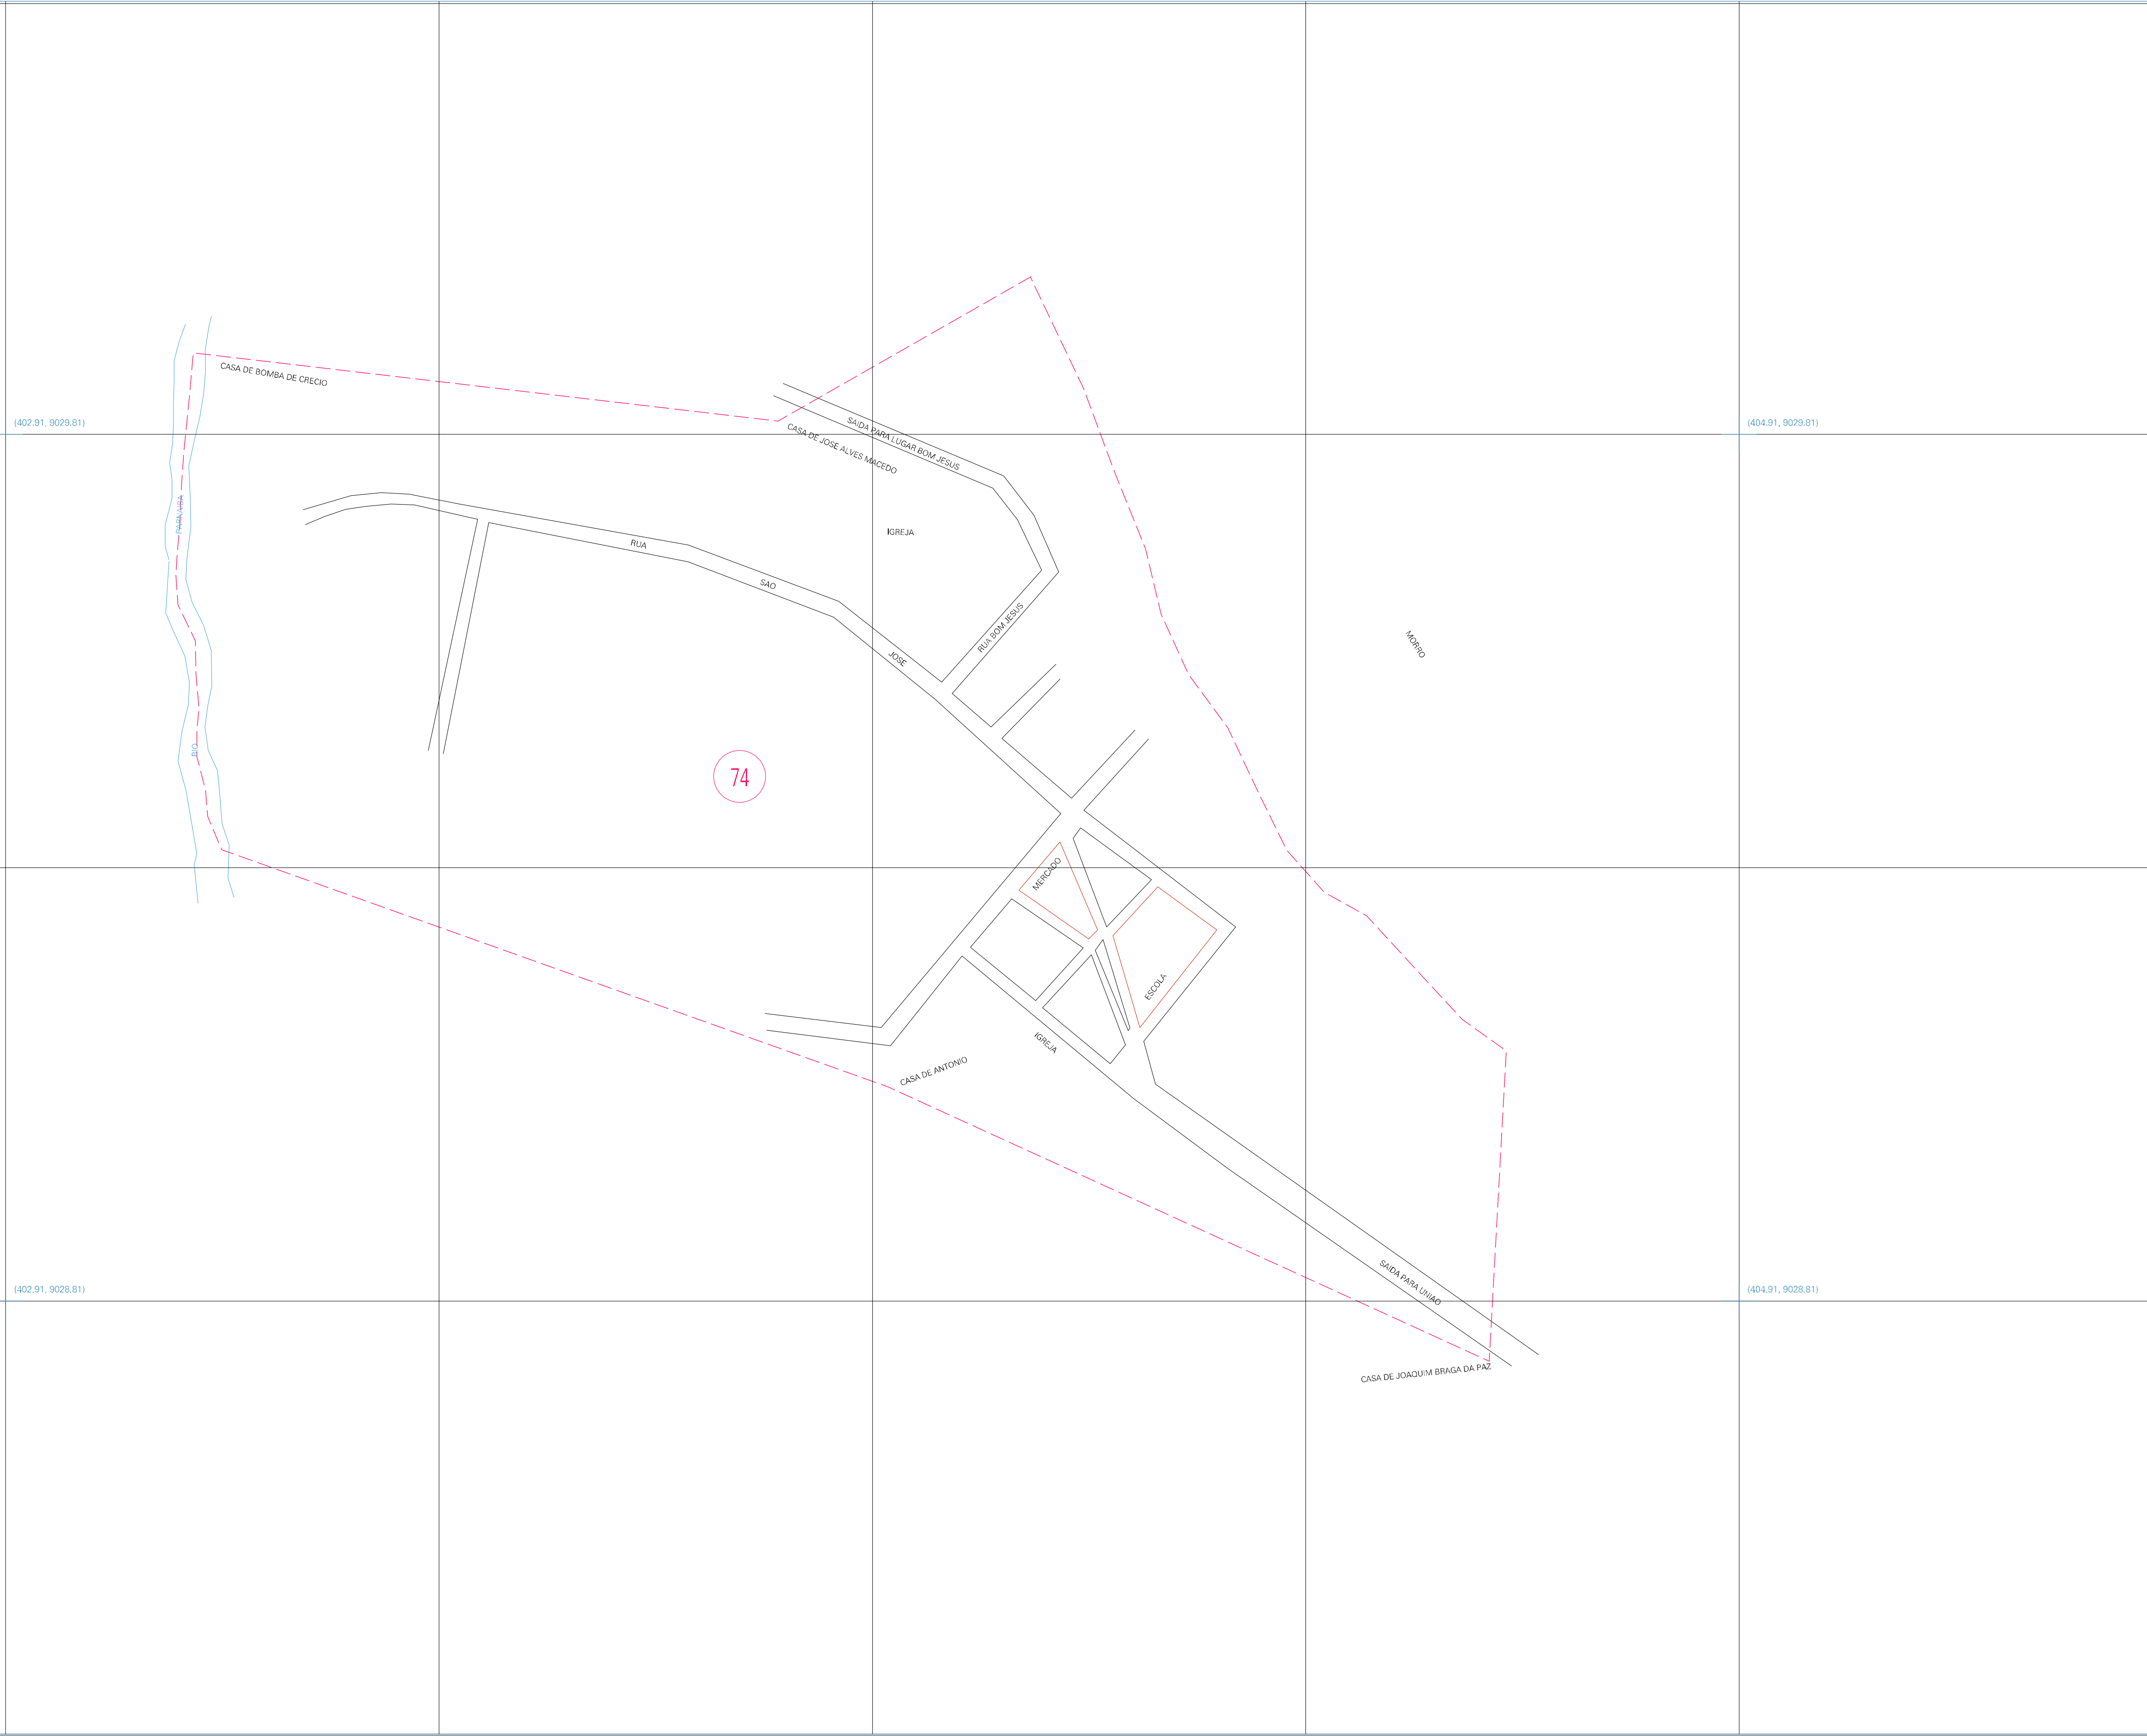 CASA DE BOMBA DE CRECIO
(402.91, 9029.81)
(404.91, 9029.81)
SAIDA PARA LUGAR BOM JESUS
CASA DE JOSE ALVES MACEDO
PARNAIBA
IGREJA
RUA
SAO
JOSE
RUA BOM JESUS
MORRO
RIO
74
MERCADO
ESCOLA
IGREJA
CASA DE ANTONIO
SAIDA PARA UNIAO
(402.91, 9028.81)
(404.91, 9028.81)
CASA DE JOAQUIM BRAGA DA PAZ